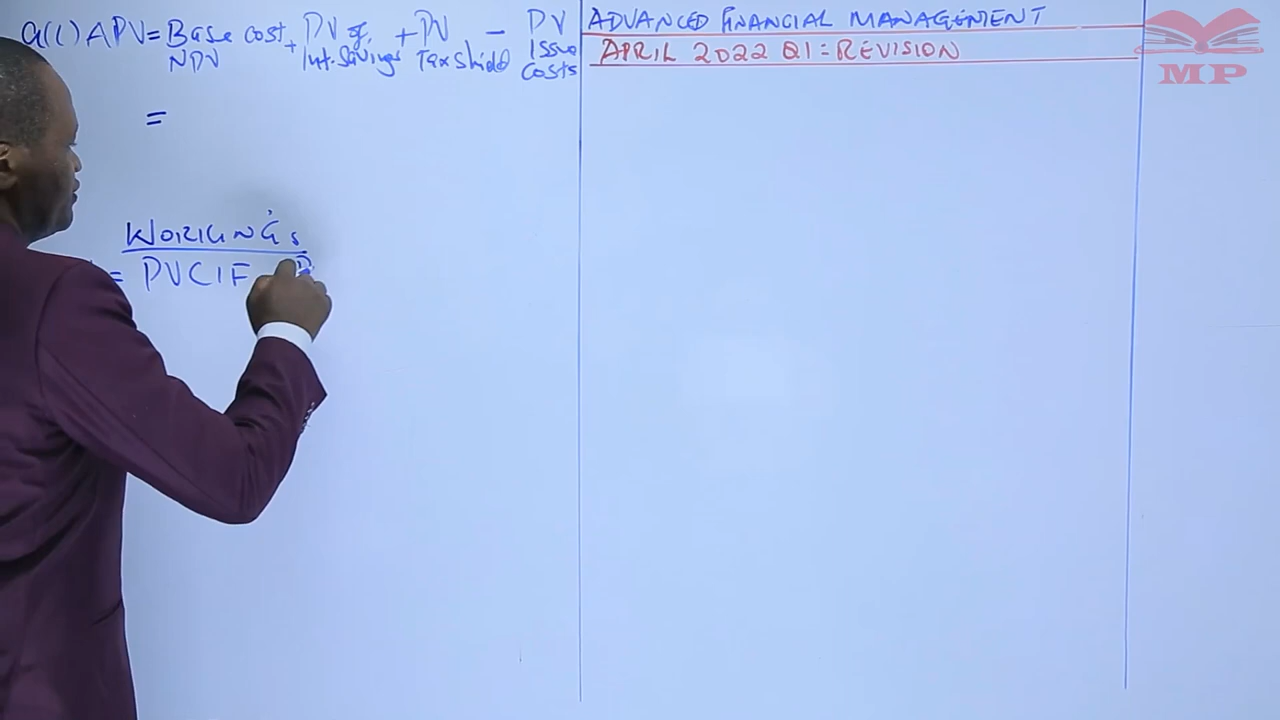 a(i) APV = Base cost + PV of + PV - PV
NPV Int. Savings Tax Shield Issue
costs
=
WORKINGS
= PVCIF
ADVANCED FINANCIAL MANAGEMENT
APRIL 2022 Q1: REVISION
MP